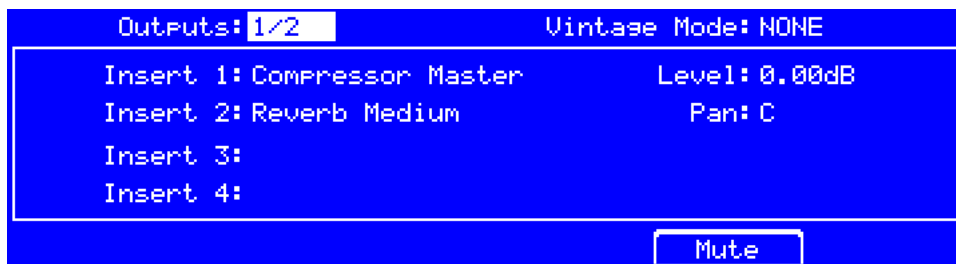 Outputs: 1/2 Vintage Mode: NONE
Insert 1: Compressor Master Level: 0.00dB
Insert 2: Reverb Medium Pan: C
Insert 3:
Insert 4:
Mute